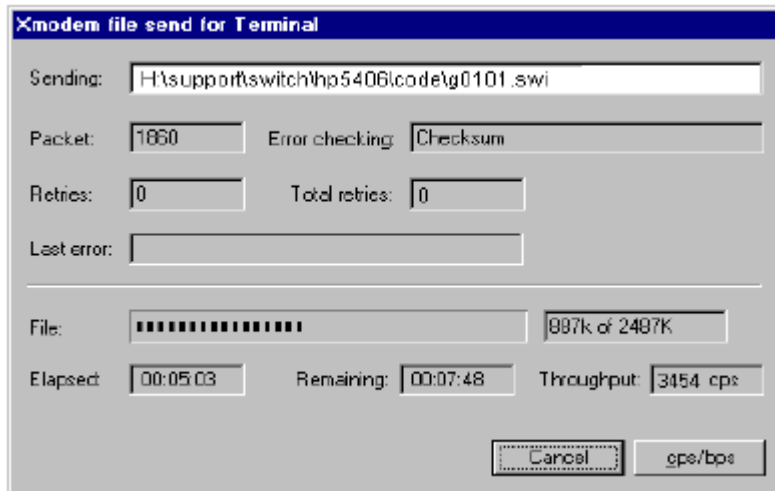 Xmodem file send for Terminal
Sending: H:\support\switch\hp5406\code\g0101.swi
Packet: 1860 Error checking: Checksum
Retries: 0 Total retries: 0
Last error:
File: 887k of 2487K
Elapsed: 00:05:03 Remaining: 00:07:48 Throughput: 3454 cps
Cancel cps/bps